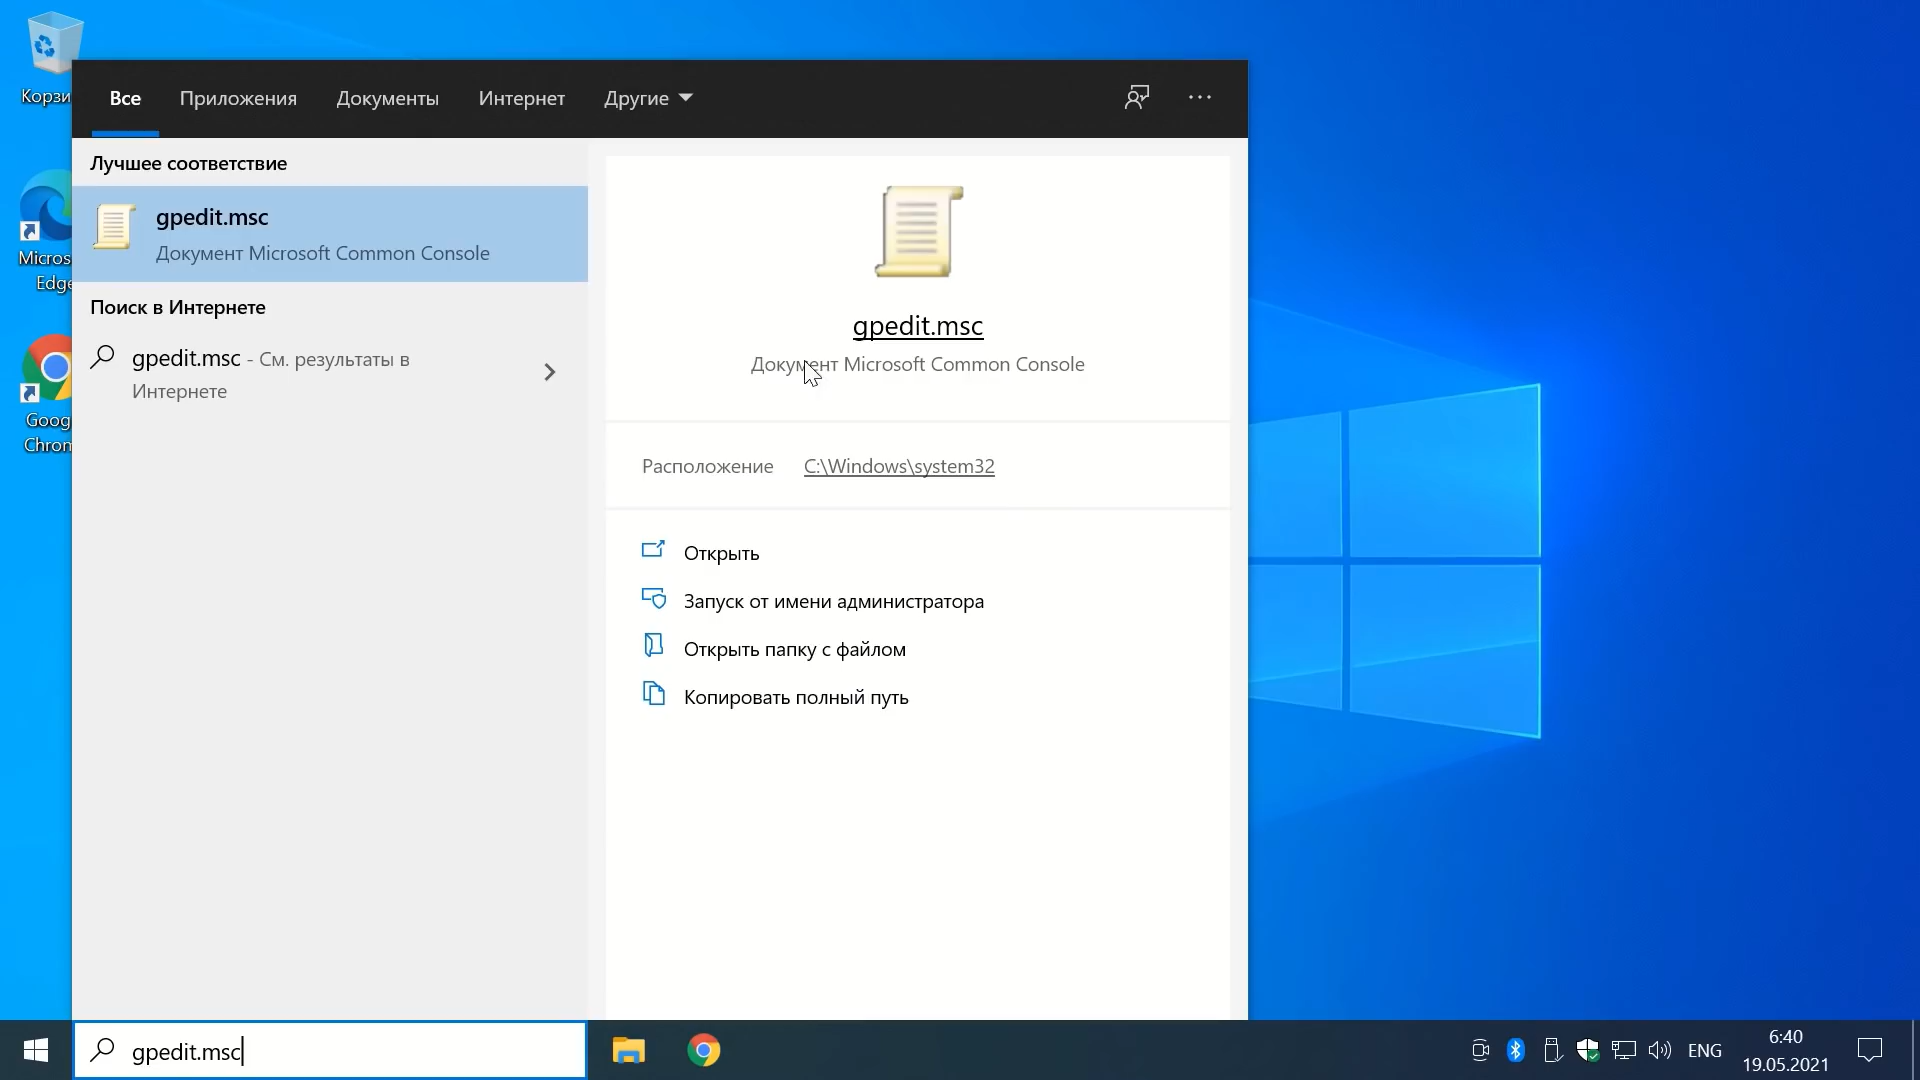 Корзи
Micros
Edge
Goog
Chrom
Все
Приложения
Документы
Интернет
Другие
Лучшее соответствие
gpedit.msc
Документ Microsoft Common Console
Поиск в Интернете
gpedit.msc - См. результаты в
Интернете
gpedit.msc
Документ Microsoft Common Console
Расположение C:\Windows\system32
Открыть
Запуск от имени администратора
Открыть папку с файлом
Копировать полный путь
gpedit.msc
ENG
6:40
19.05.2021